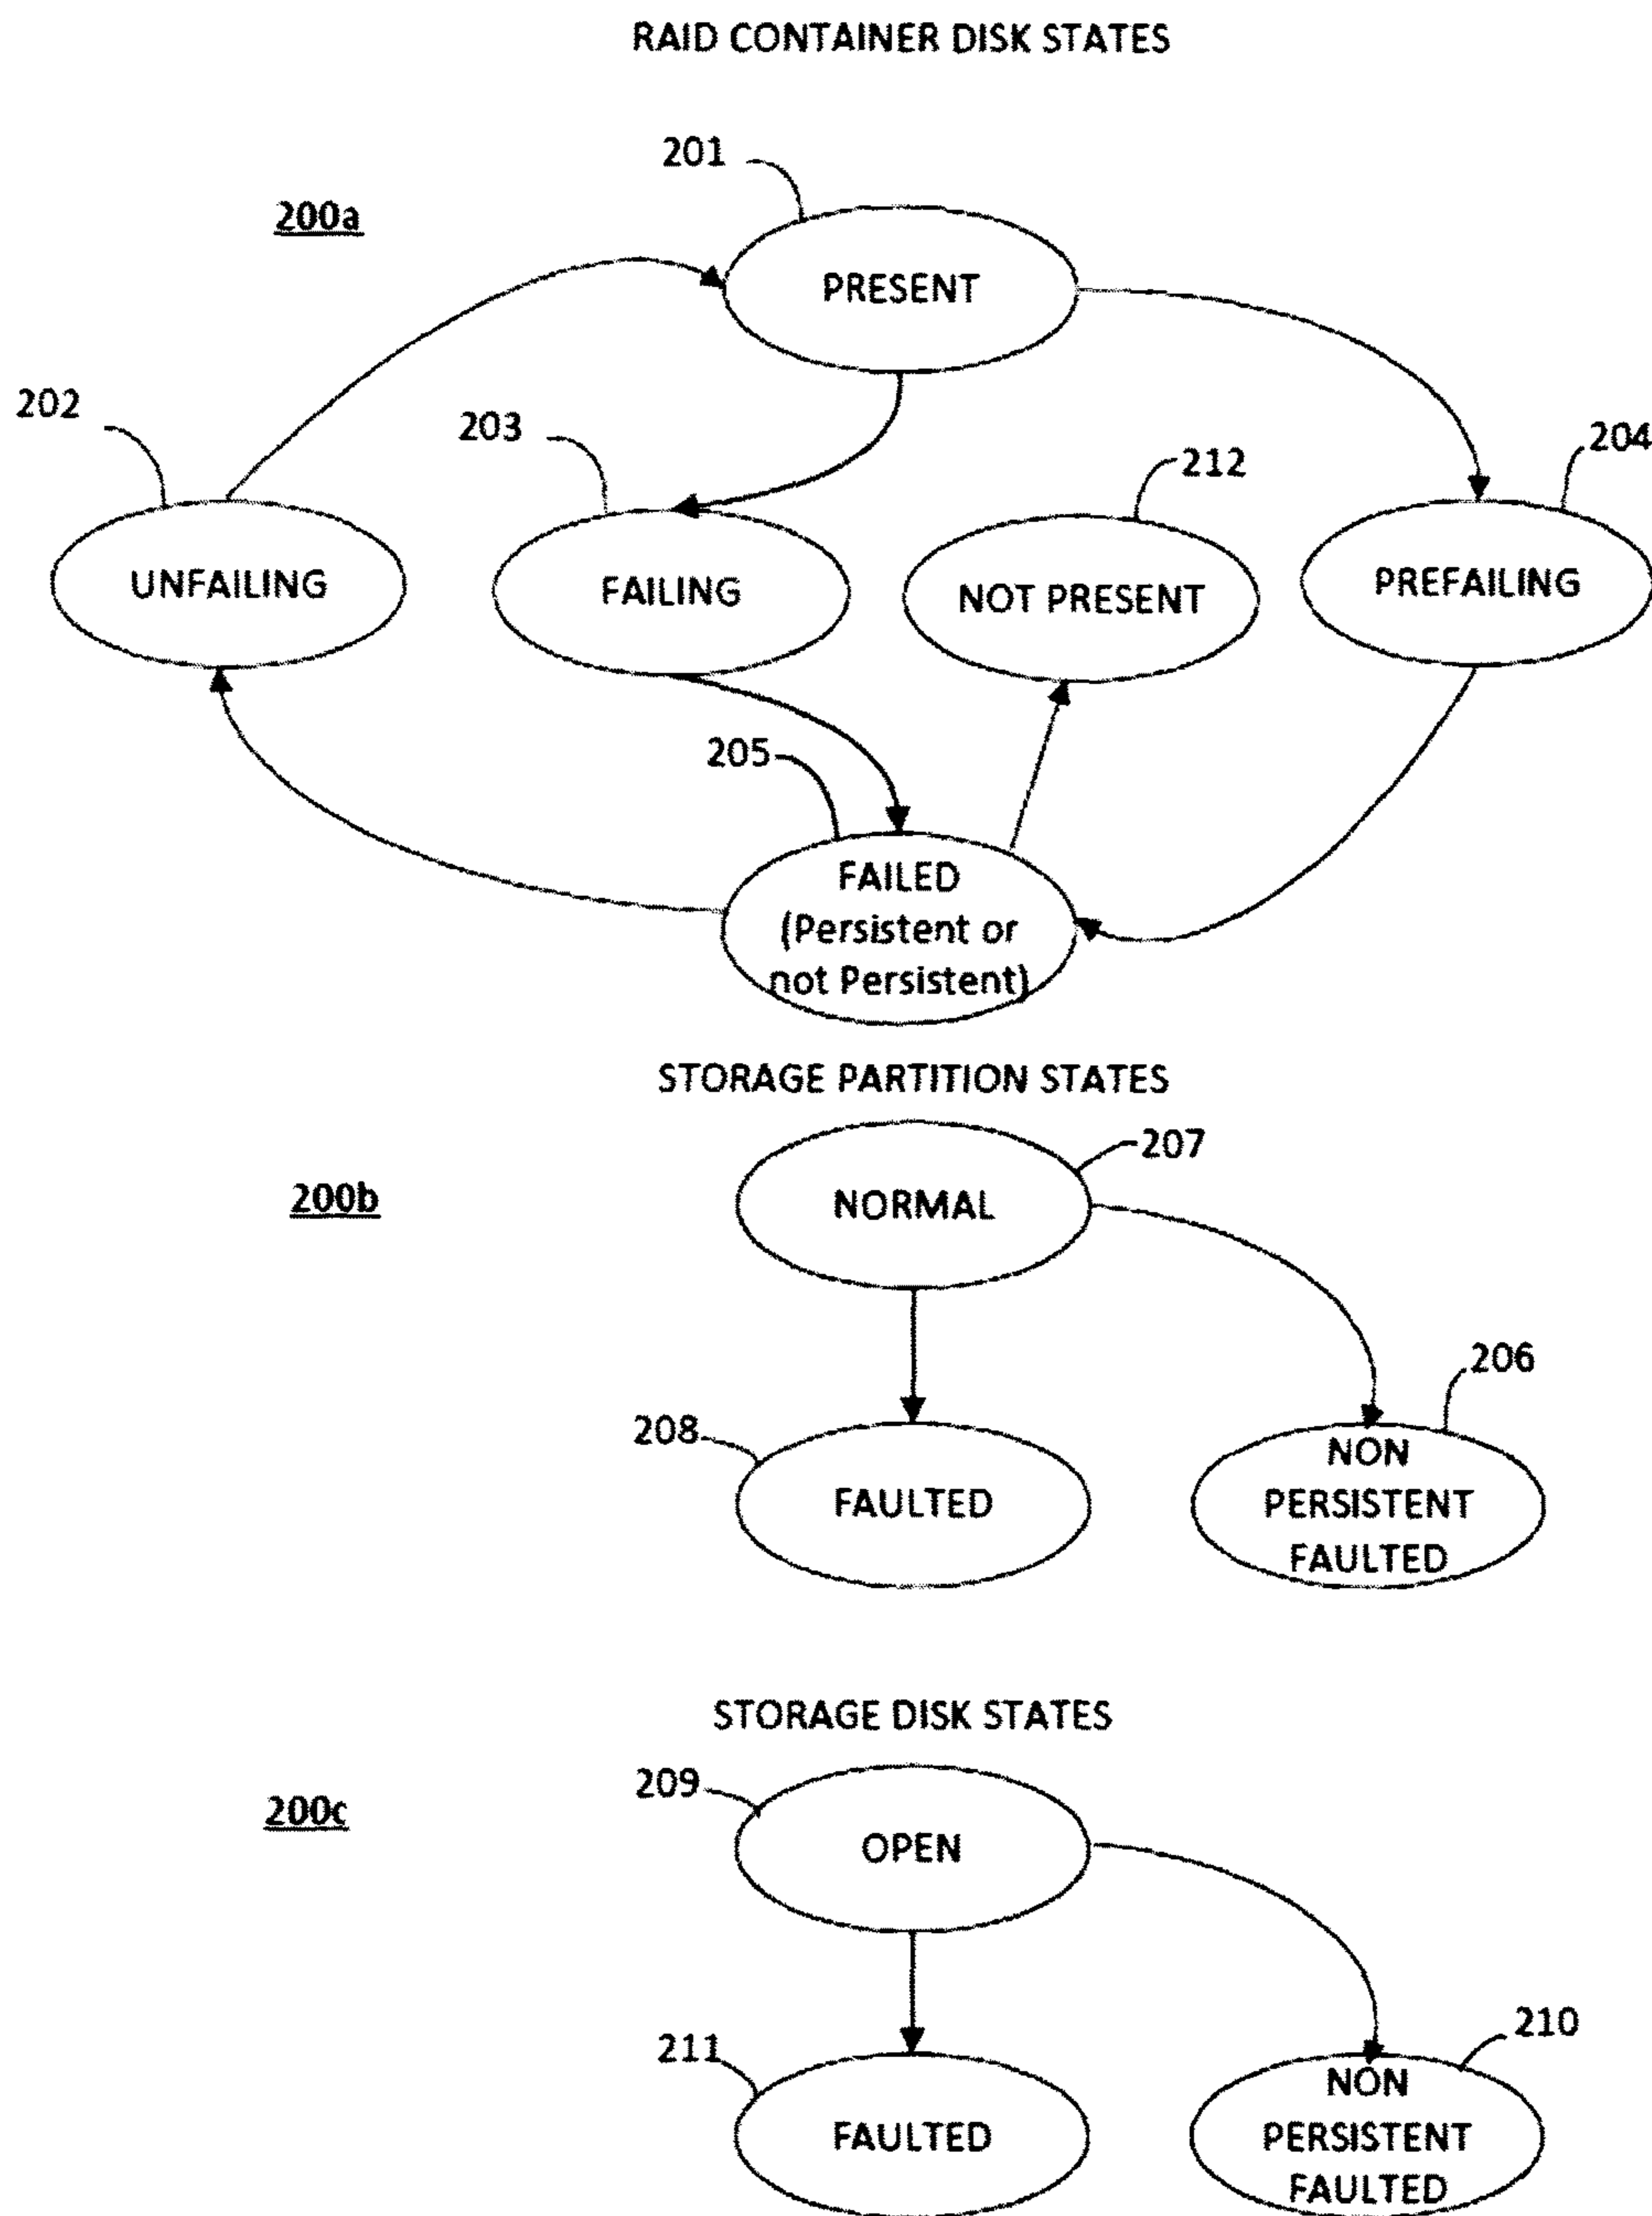 RAID CONTAINER DISK STATES
201
200a
PRESENT
202
203
212
204
UNFAILING
FAILING
NOT PRESENT
PREFAILING
205
FAILED
(Persistent or
not Persistent)
STORAGE PARTITION STATES
207
200b
NORMAL
206
208
FAULTED
NON
PERSISTENT
FAULTED
STORAGE DISK STATES
209
200c
OPEN
210
211
FAULTED
NON
PERSISTENT
FAULTED